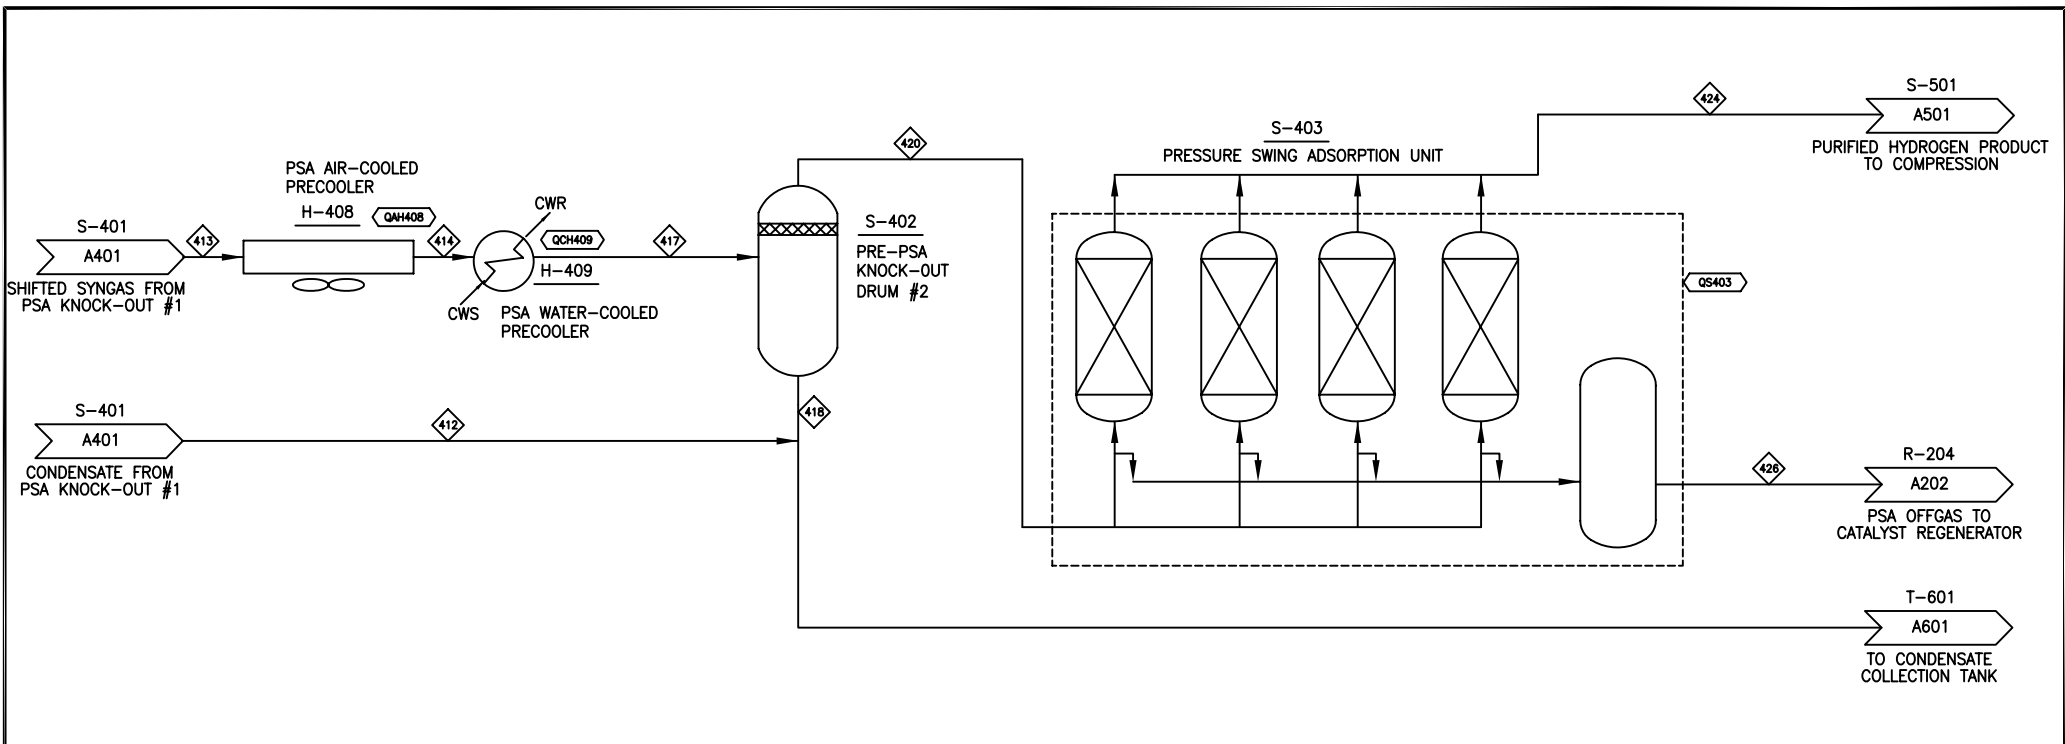 S-501
A501
PURIFIED HYDROGEN PRODUCT
TO COMPRESSION
424
S-403
PRESSURE SWING ADSORPTION UNIT
420
PSA AIR-COOLED
PRECOOLER
H-408
QAH408
S-401
A401
SHIFTED SYNGAS FROM
PSA KNOCK-OUT #1
413
414
CWR
QCH409
H-409
417
CWS
PSA WATER-COOLED
PRECOOLER
S-402
PRE-PSA
KNOCK-OUT
DRUM #2
QS403
S-401
A401
CONDENSATE FROM
PSA KNOCK-OUT #1
412
418
426
R-204
A202
PSA OFFGAS TO
CATALYST REGENERATOR
T-601
A601
TO CONDENSATE
COLLECTION TANK